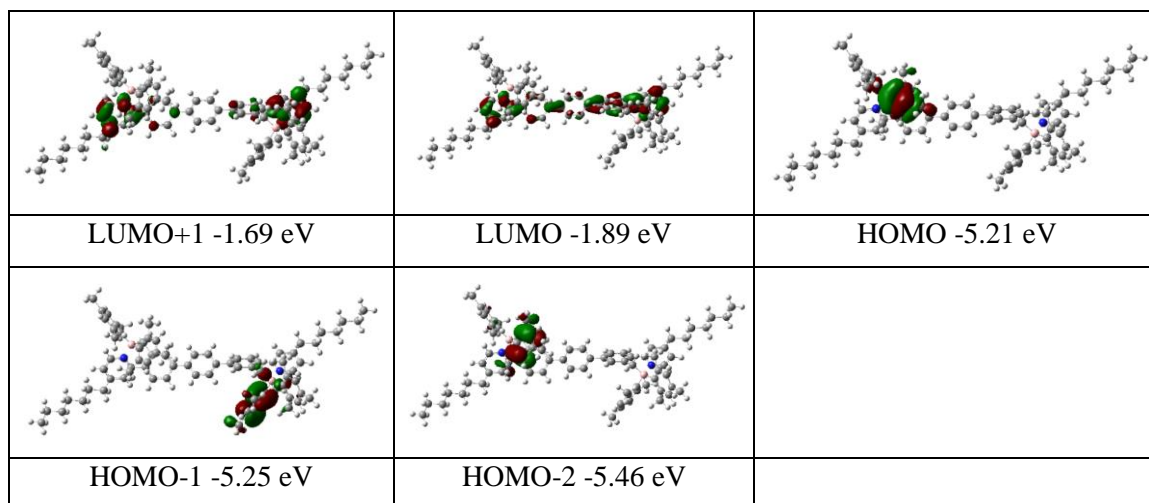 LUMO+1 -1.69 eV
LUMO -1.89 eV
HOMO -5.21 eV
HOMO-1 -5.25 eV
HOMO-2 -5.46 eV